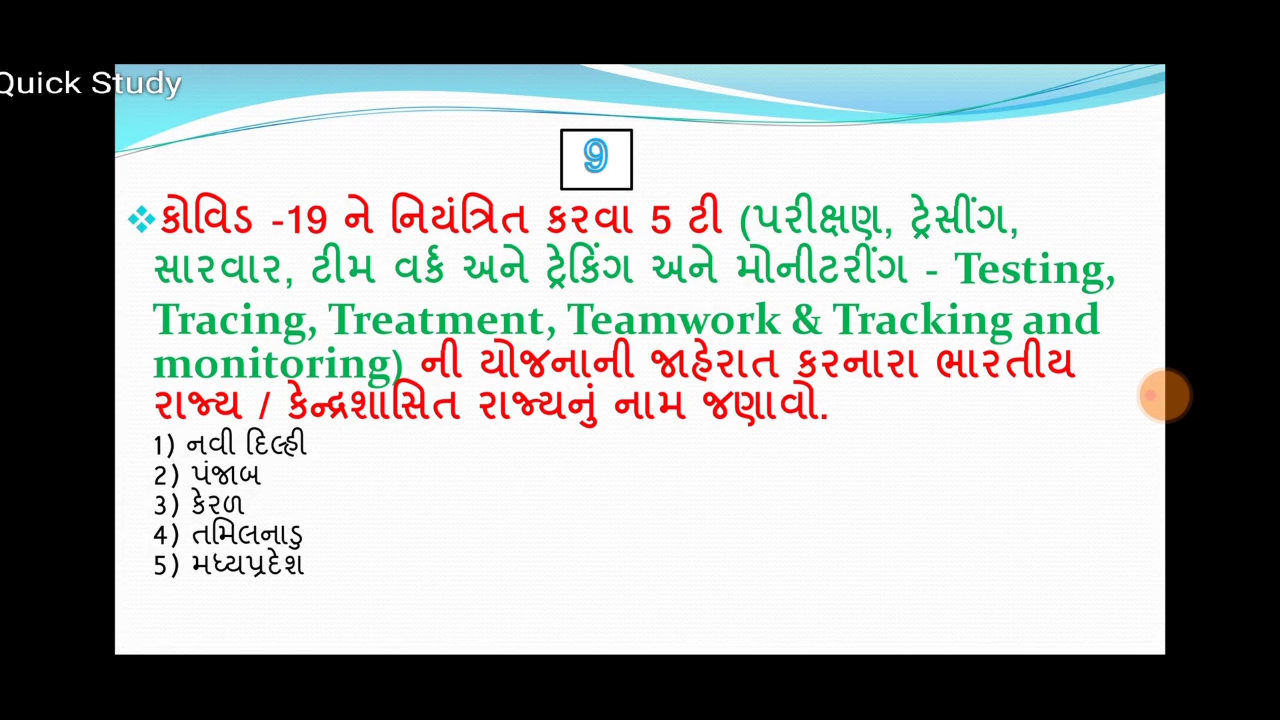 Quick Study
9
❖કોવિડ -19 ને નિયંત્રિત કરવા 5 ટી (પરીક્ષણ, ટ્રેસીંગ,
સારવાર, ટીમ વર્ક અને ટ્રેકિંગ અને મોનીટરીંગ - Testing,
Tracing, Treatment, Teamwork & Tracking and
monitoring) ની યોજનાની જાહેરાત કરનારા ભારતીય
રાજ્ય / કેન્દ્રશાસિત રાજ્યનું નામ જણાવો.
1) નવી દિલ્હી
2) પંજાબ
3) કેરળ
4) તમિલનાડુ
5) મધ્યપ્રદેશ